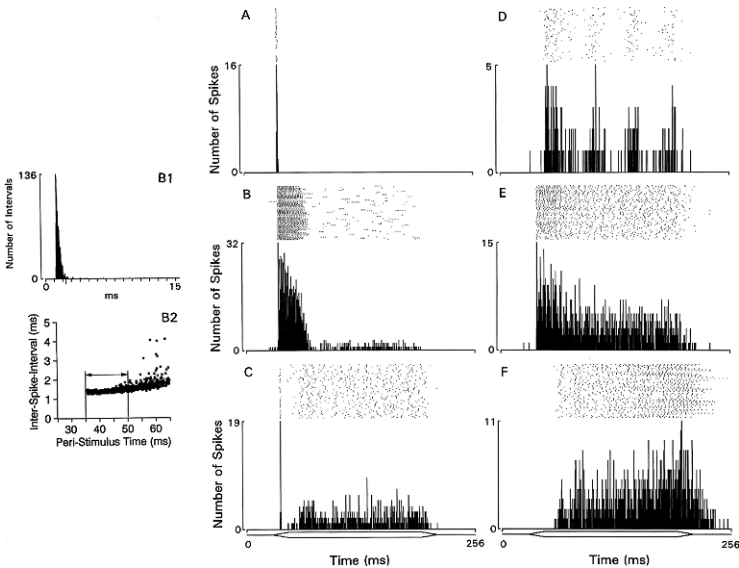 A
Number of Spikes
16
0
D
5
0
B1
Number of Intervals
136
0
0
15
ms
B
Number of Spikes
32
0
E
15
0
B2
Inter-Spike-Interval (ms)
5
4
3
2
1
0
30
40
50
60
Peri-Stimulus Time (ms)
C
Number of Spikes
19
0
0
256
Time (ms)
F
11
0
0
256
Time (ms)